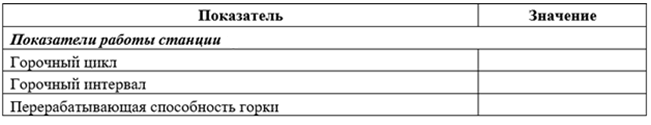 Показатель Значение
Показатели работы станции
Горочный цикл
Горочный интервал
Перерабатывающая способность горки